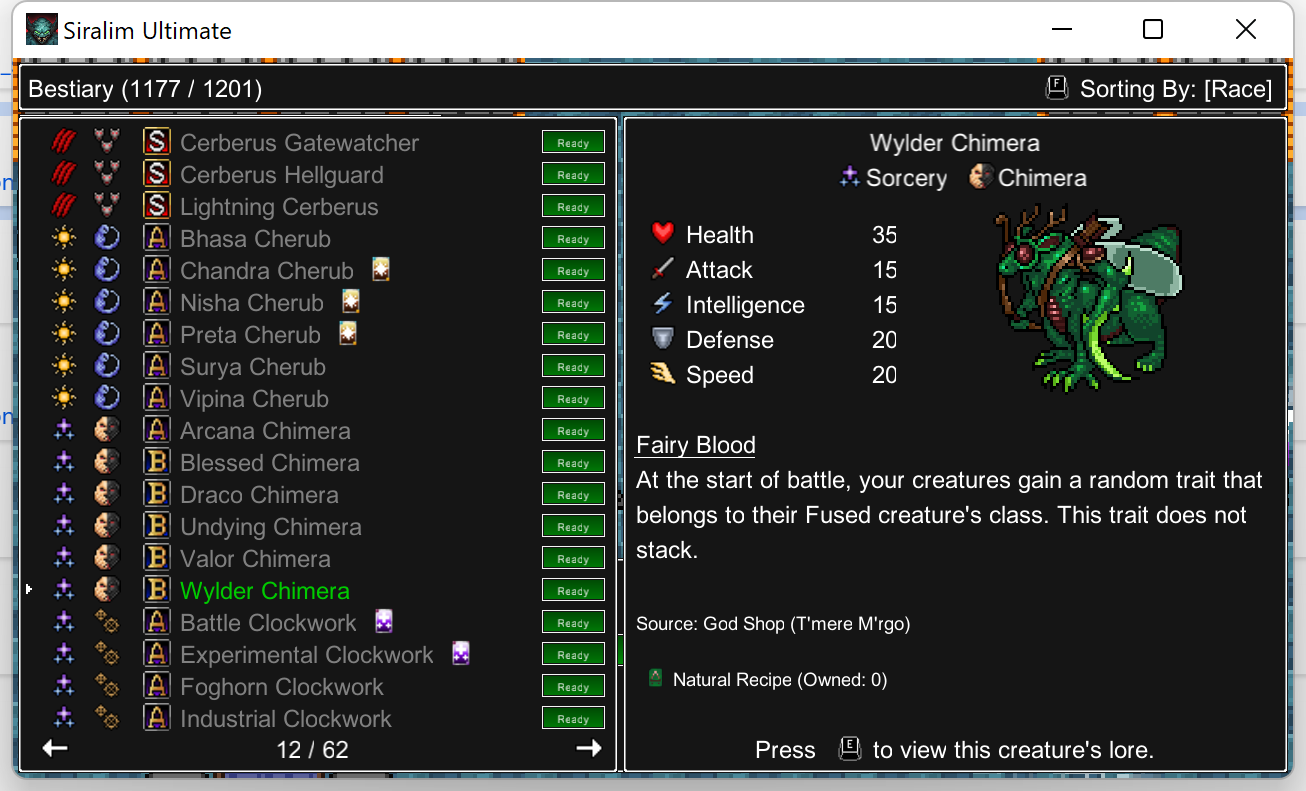 Siralim Ultimate
Bestiary (1177 / 1201)
F Sorting By: [Race]
S Cerberus Gatewatcher Ready
S Cerberus Hellguard Ready
S Lightning Cerberus Ready
A Bhasa Cherub Ready
A Chandra Cherub Ready
A Nisha Cherub Ready
A Preta Cherub Ready
A Surya Cherub Ready
A Vipina Cherub Ready
A Arcana Chimera Ready
B Blessed Chimera Ready
B Draco Chimera Ready
B Undying Chimera Ready
B Valor Chimera Ready
B Wylder Chimera Ready
A Battle Clockwork Ready
A Experimental Clockwork Ready
A Foghorn Clockwork Ready
A Industrial Clockwork Ready
12 / 62
Wylder Chimera
Sorcery Chimera
Health 35
Attack 15
Intelligence 15
Defense 20
Speed 20
Fairy Blood
At the start of battle, your creatures gain a random trait that
belongs to their Fused creature's class. This trait does not
stack.
Source: God Shop (T'mere M'rgo)
Natural Recipe (Owned: 0)
Press E to view this creature's lore.